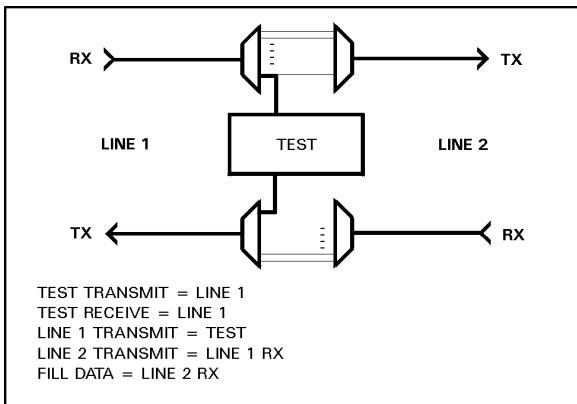 RX
TX
LINE 1
TEST
LINE 2
TX
RX
TEST TRANSMIT = LINE 1
TEST RECEIVE = LINE 1
LINE 1 TRANSMIT = TEST
LINE 2 TRANSMIT = LINE 1 RX
FILL DATA = LINE 2 RX